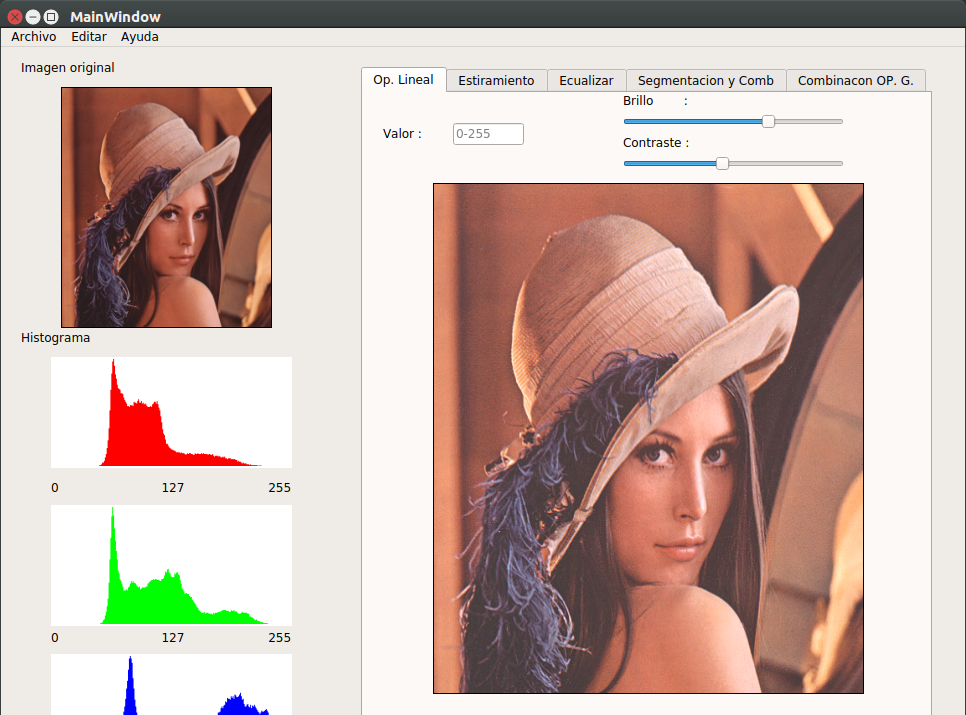 MainWindow
Archivo Editar Ayuda
Imagen original
Op. Lineal Estiramiento Ecualizar Segmentacion y Comb Combinacon OP. G.
Brillo :
Valor : 0-255
Contraste :
Histograma
0 127 255
0 127 255